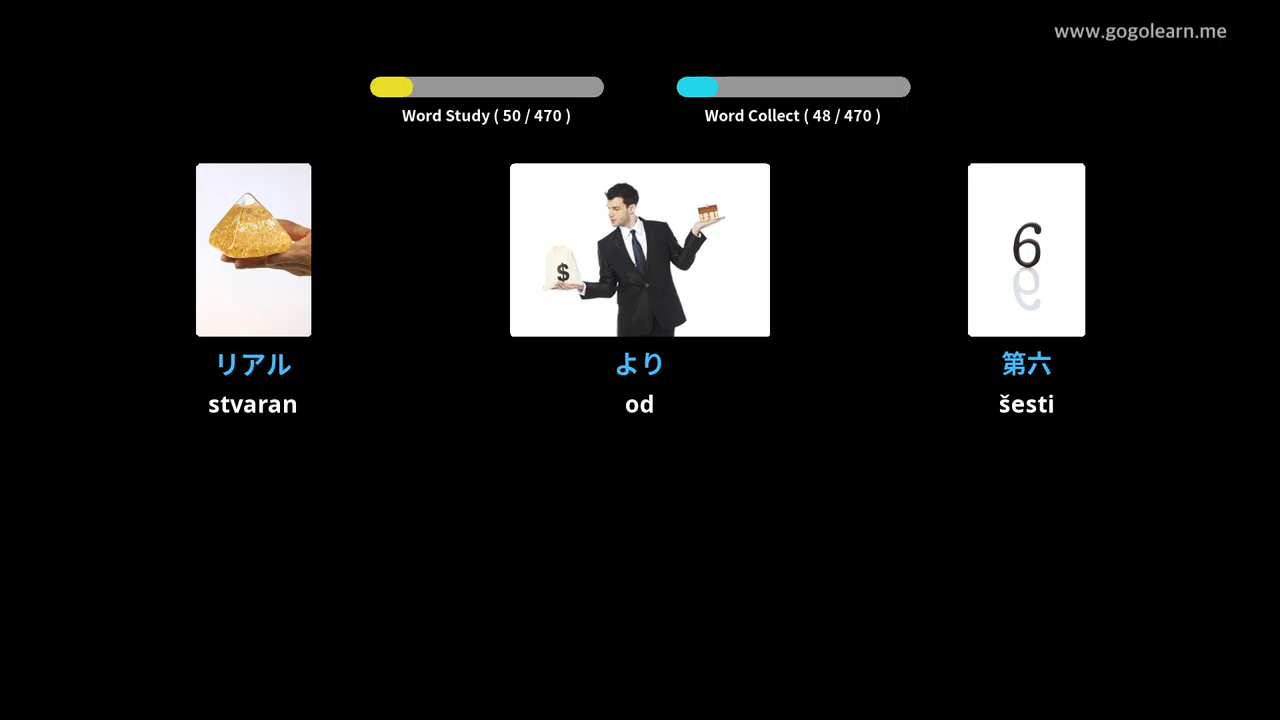 www.gogolearn.me
Word Study ( 50 / 470 )
Word Collect ( 48 / 470 )
$
6
リアル
stvaran
より
od
第六
šesti